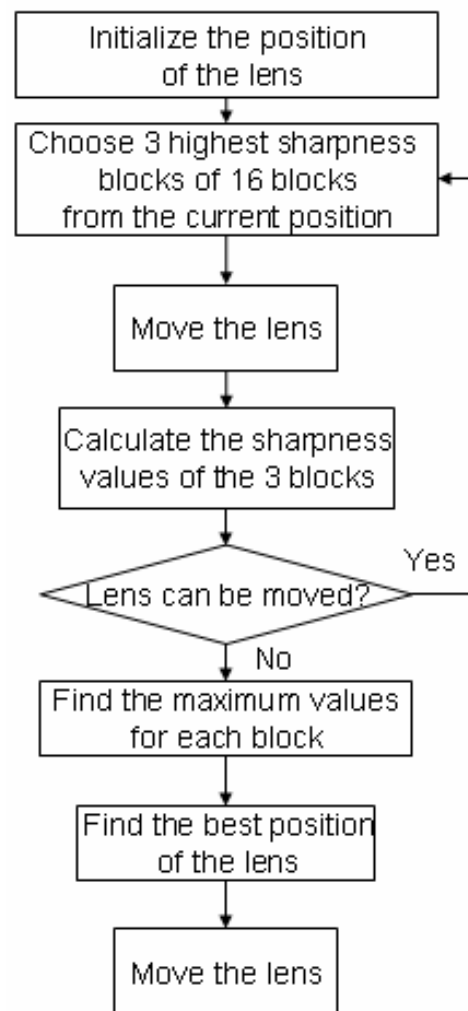 Initialize the position
of the lens
Choose 3 highest sharpness
blocks of 16 blocks
from the current position
Move the lens
Calculate the sharpness
values of the 3 blocks
Lens can be moved?
Yes
No
Find the maximum values
for each block
Find the best position
of the lens
Move the lens